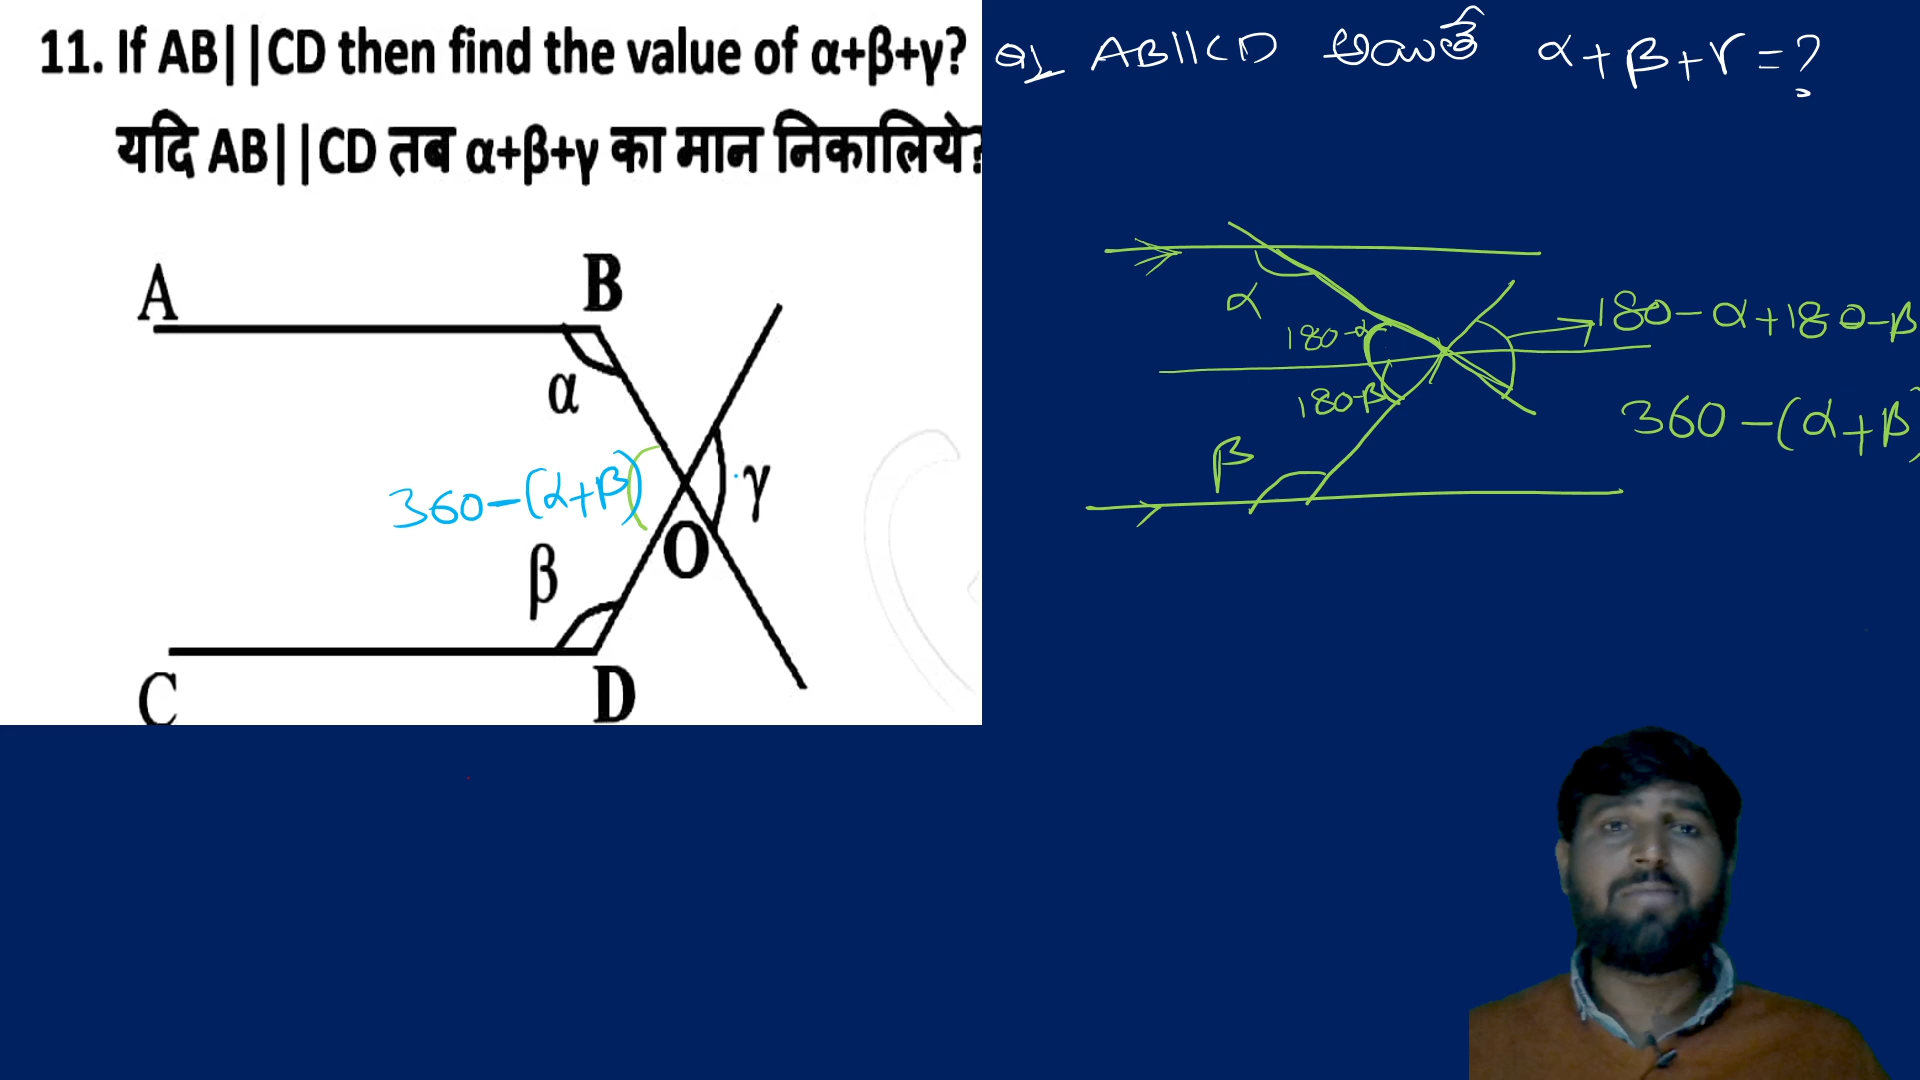 11. If AB||CD then find the value of α+β+γ?
यदि AB||CD तब α+β+γ का मान निकालिये?
A
B
α
360-(α+β)
γ
O
β
C
D
AB||CD α+β+γ=?
α
180-α
180-β
β
180-α+180-β
360-(α+β)